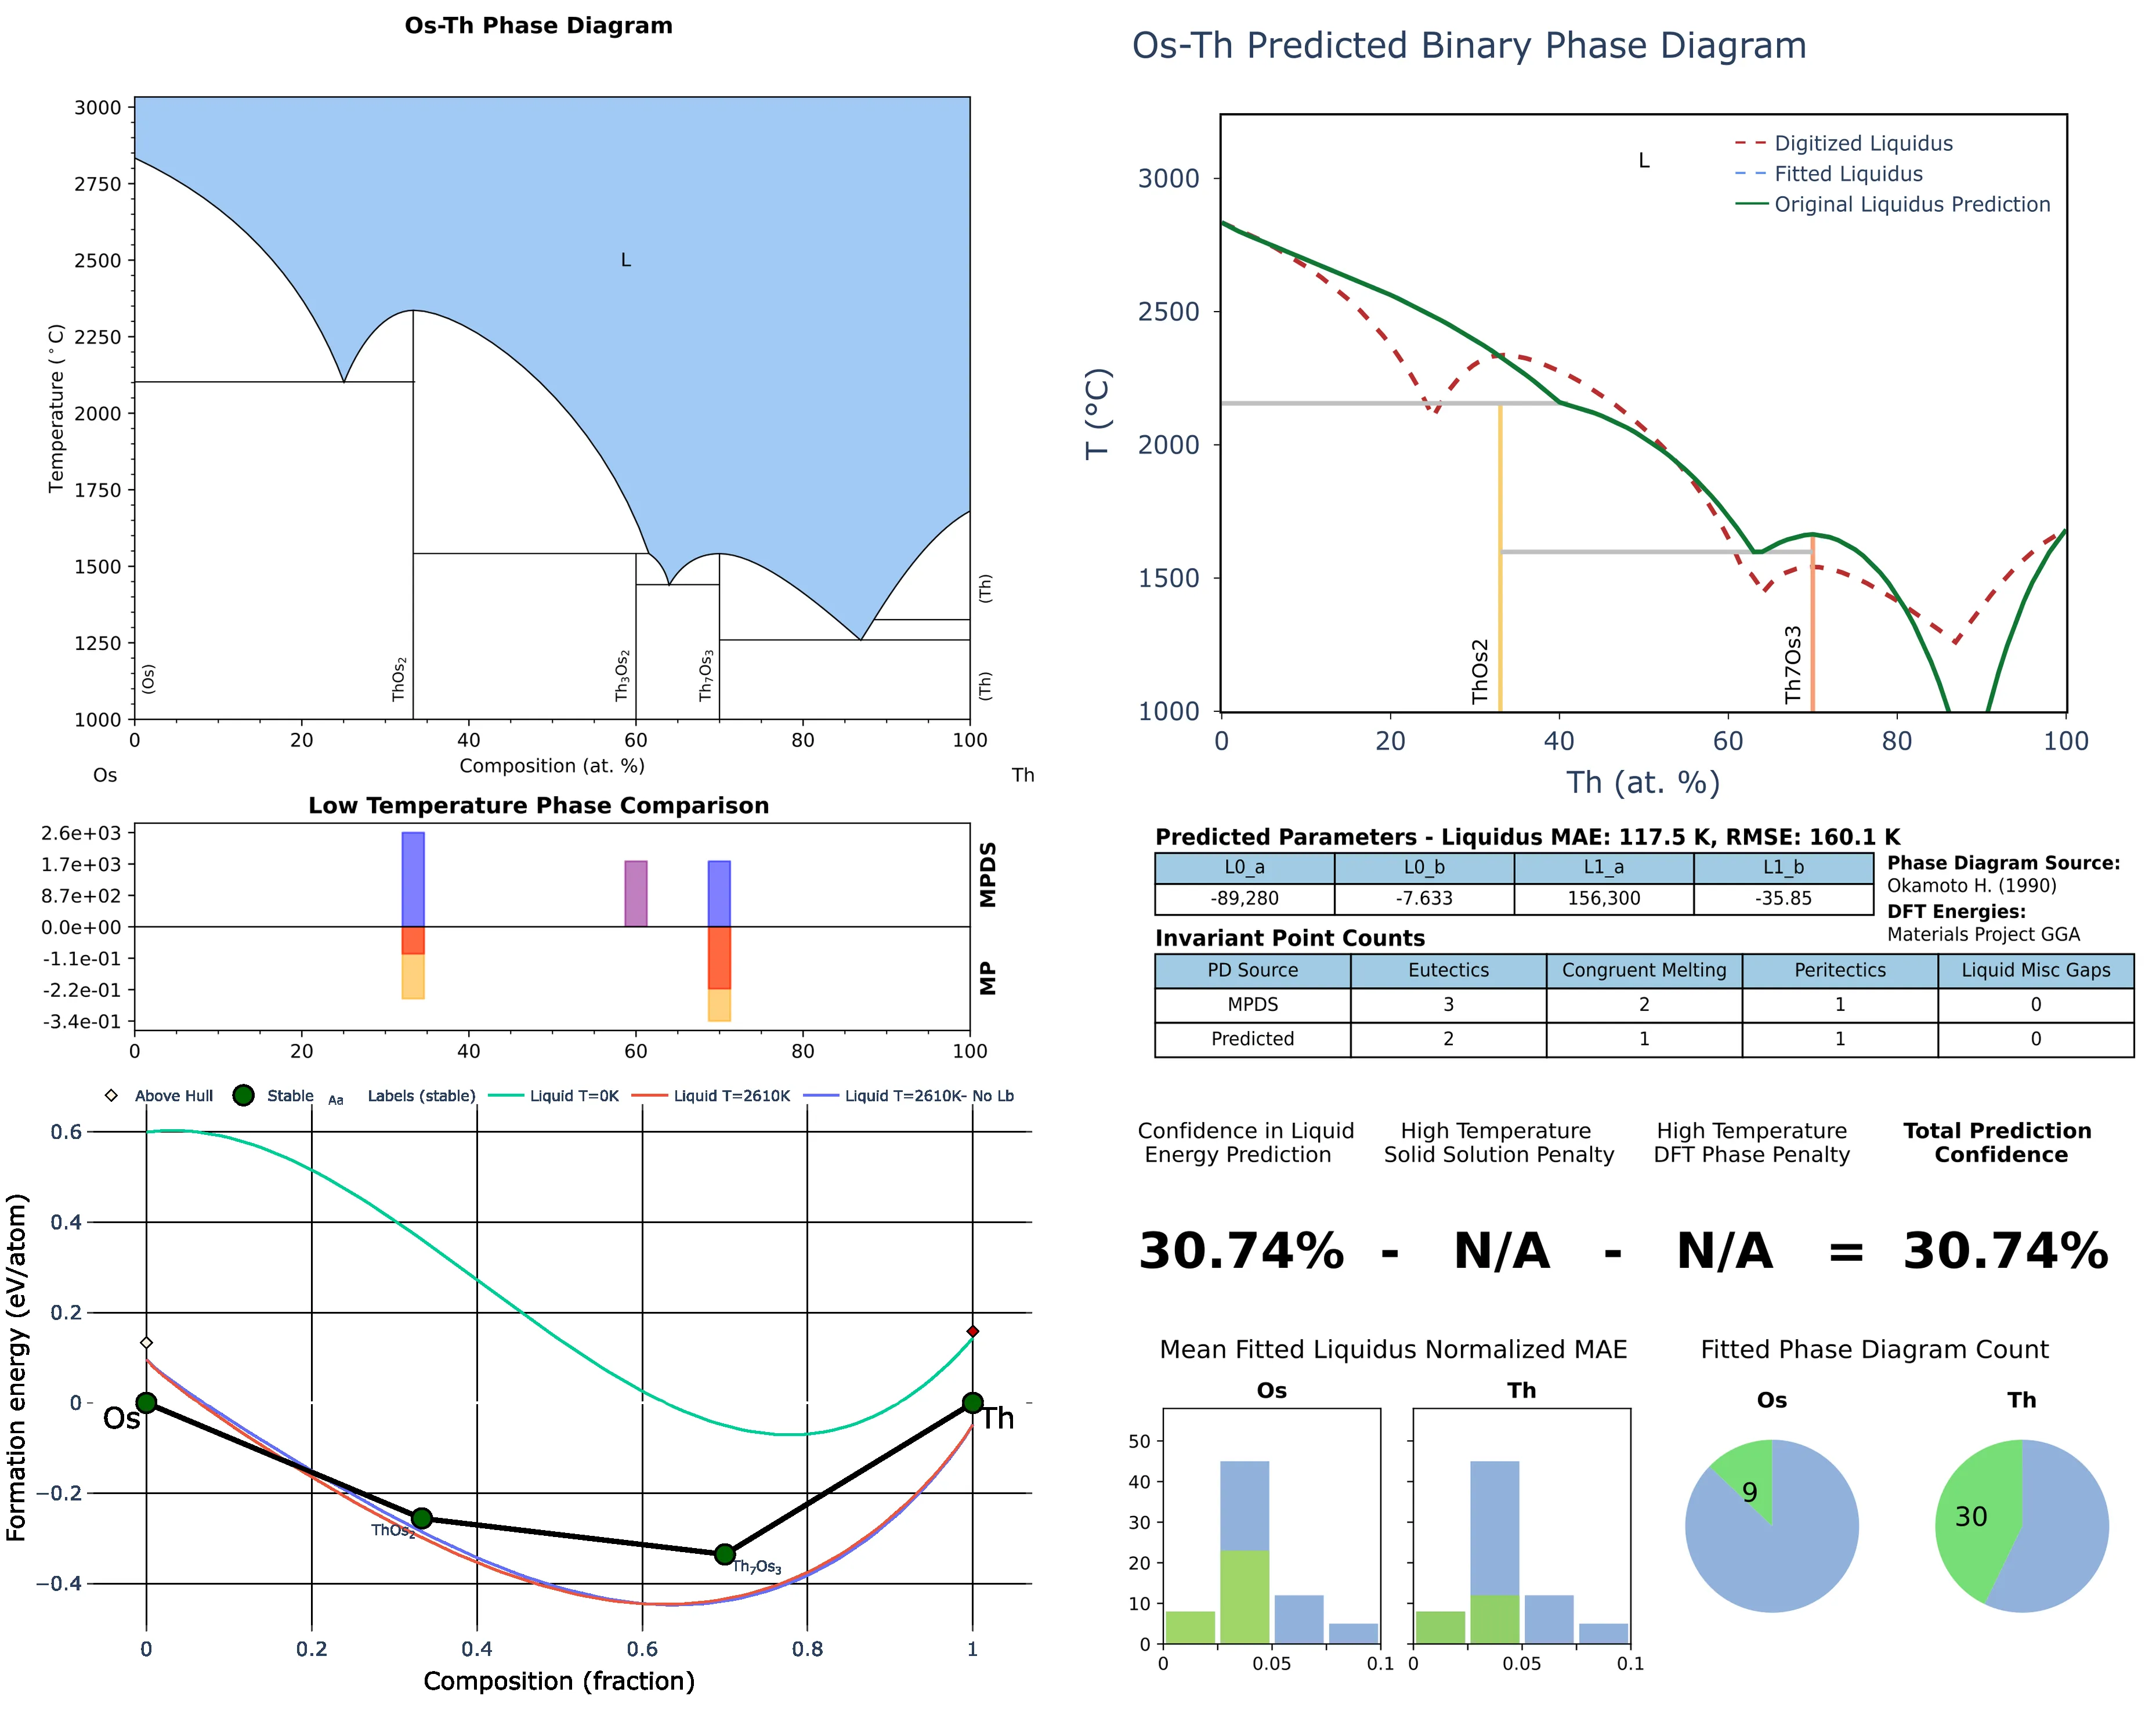 Os-Th Phase Diagram
3000
2750
2500
2250
2000
1750
1500
1250
1000
Temperature (°C)
L
(Os)
ThOs₂
Th₃Os₂
Th₇Os₃
(Th)
(Th)
0 20 40 60 80 100
Composition (at. %)
Os Th
Low Temperature Phase Comparison
2.6e+03
1.7e+03
8.7e+02
0.0e+00
-1.1e-01
-2.2e-01
-3.4e-01
MPDS
MP
0 20 40 60 80 100
Above Hull Stable Aa Labels (stable) Liquid T=0K Liquid T=2610K Liquid T=2610K- No Lb
0.6
0.4
0.2
0
−0.2
−0.4
Formation energy (eV/atom)
Os
Th
ThOs₂
Th₇Os₃
0 0.2 0.4 0.6 0.8 1
Composition (fraction)
Os-Th Predicted Binary Phase Diagram
L
Digitized Liquidus
Fitted Liquidus
Original Liquidus Prediction
3000
2500
2000
1500
1000
T (°C)
ThOs2
Th7Os3
0 20 40 60 80 100
Th (at. %)
Predicted Parameters - Liquidus MAE: 117.5 K, RMSE: 160.1 K
L0_a L0_b L1_a L1_b
-89,280 -7.633 156,300 -35.85
Phase Diagram Source:
Okamoto H. (1990)
DFT Energies:
Materials Project GGA
Invariant Point Counts
PD Source Eutectics Congruent Melting Peritectics Liquid Misc Gaps
MPDS 3 2 1 0
Predicted 2 1 1 0
Confidence in Liquid
Energy Prediction
High Temperature
Solid Solution Penalty
High Temperature
DFT Phase Penalty
Total Prediction
Confidence
30.74% - N/A - N/A = 30.74%
Mean Fitted Liquidus Normalized MAE
Os Th
50
40
30
20
10
0
0 0.05 0.1 0 0.05 0.1
Fitted Phase Diagram Count
Os Th
9 30